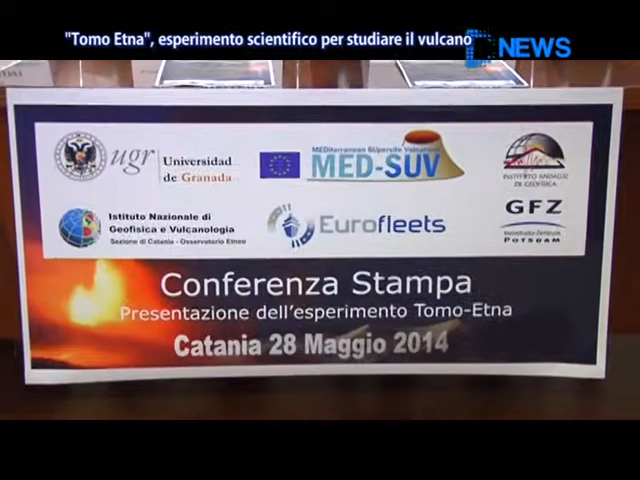 "Tomo Etna", esperimento scientifico per studiare il vulcano
D NEWS
ugr
Universidad
de Granada
MEDiterranean SUpersite Volcanoes
MED-SUV
INSTITUTO ANDALUZ
DE GEOFISICA
Istituto Nazionale di
Geofisica e Vulcanologia
Sezione di Catania - Osservatorio Etneo
Eurofleets
GFZ
Helmholtz-Zentrum
POTSDAM
Conferenza Stampa
Presentazione dell'esperimento Tomo-Etna
Catania 28 Maggio 2014